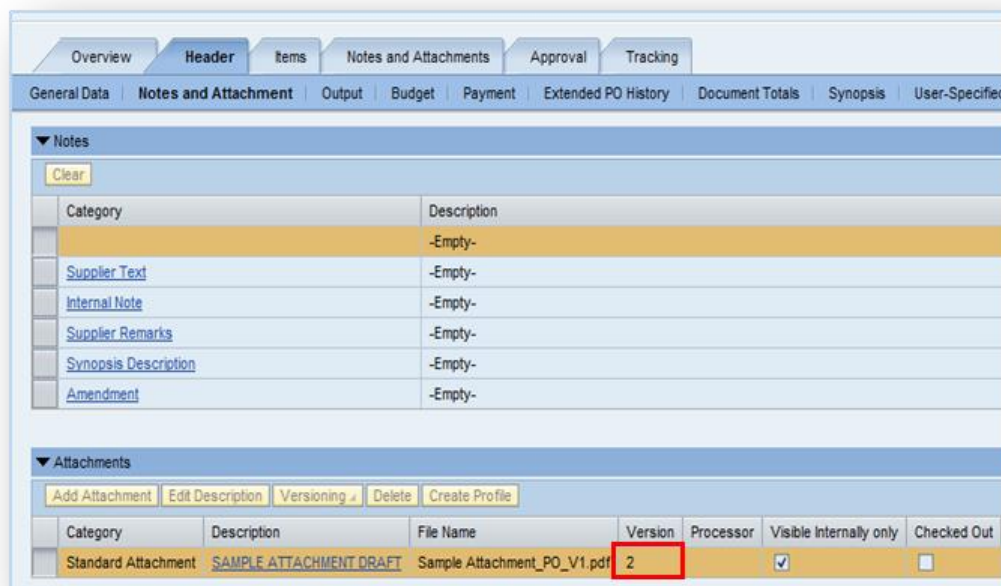 Overview Header Items Notes and Attachments Approval Tracking
General Data Notes and Attachment Output Budget Payment Extended PO History Document Totals Synopsis User-Specified
Notes
Clear
Category Description
-Empty-
Supplier Text -Empty-
Internal Note -Empty-
Supplier Remarks -Empty-
Synopsis Description -Empty-
Amendment -Empty-
Attachments
Add Attachment Edit Description Versioning Delete Create Profile
Category Description File Name Version Processor Visible Internally only Checked Out
Standard Attachment SAMPLE ATTACHMENT DRAFT Sample Attachment_PO_V1.pdf 2